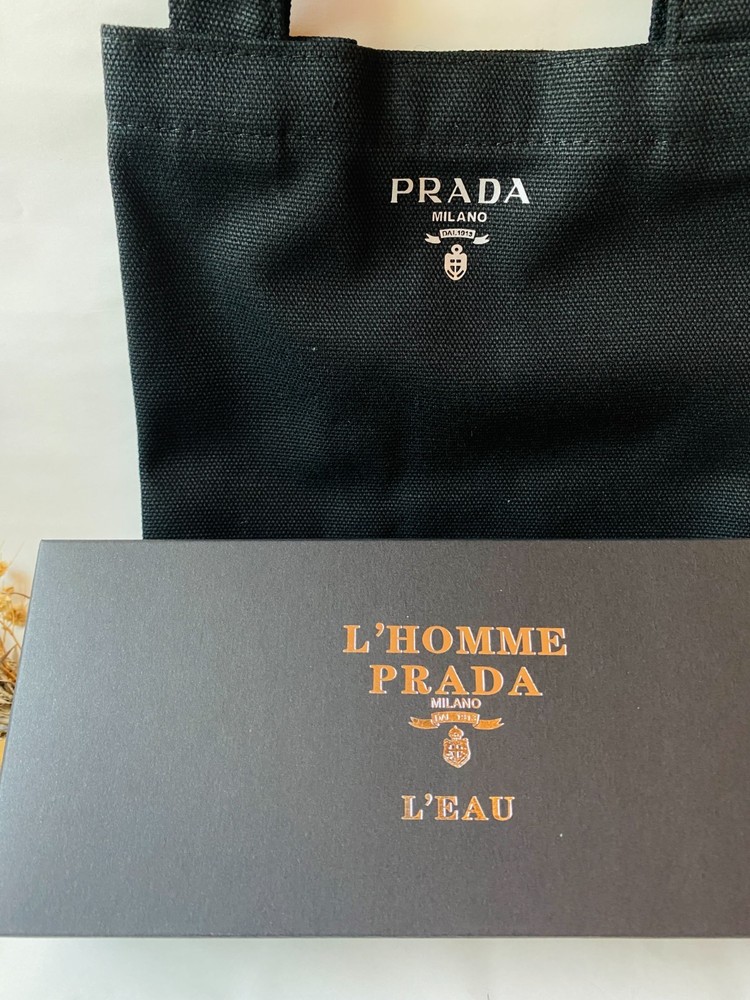 PRADA
MILANO
DAL 1913
L'HOMME
PRADA
MILANO
DAL 1913
L'EAU